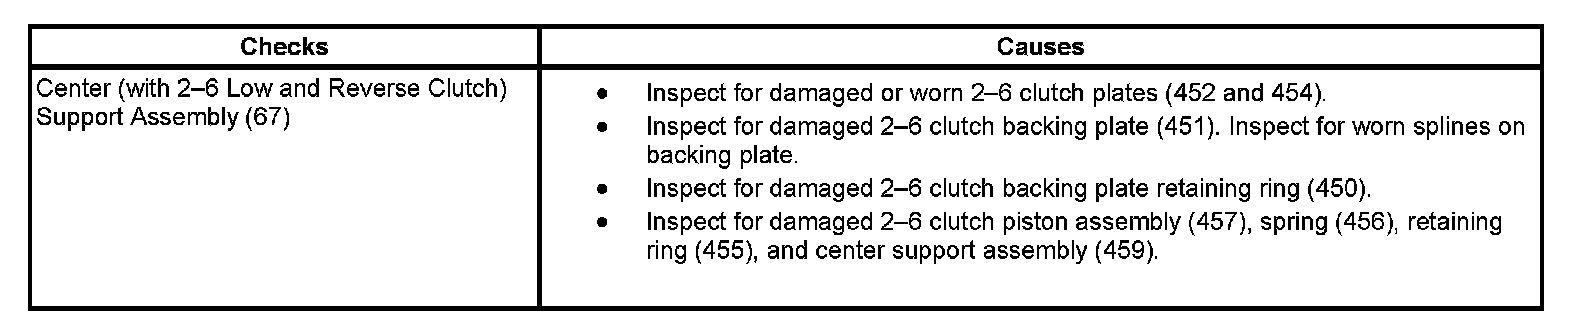 Checks
Causes
Center (with 2–6 Low and Reverse Clutch)
Support Assembly (67)
● Inspect for damaged or worn 2–6 clutch plates (452 and 454).
● Inspect for damaged 2–6 clutch backing plate (451). Inspect for worn splines on
backing plate.
● Inspect for damaged 2–6 clutch backing plate retaining ring (450).
● Inspect for damaged 2–6 clutch piston assembly (457), spring (456), retaining
ring (455), and center support assembly (459).